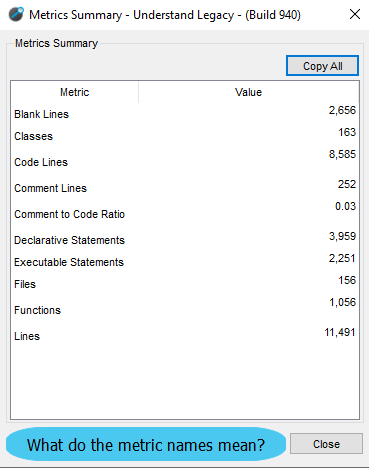 Metrics Summary - Understand Legacy - (Build 940)
Metrics Summary
Copy All
Metric Value
Blank Lines 2,656
Classes 163
Code Lines 8,585
Comment Lines 252
Comment to Code Ratio 0.03
Declarative Statements 3,959
Executable Statements 2,251
Files 156
Functions 1,056
Lines 11,491
What do the metric names mean? Close